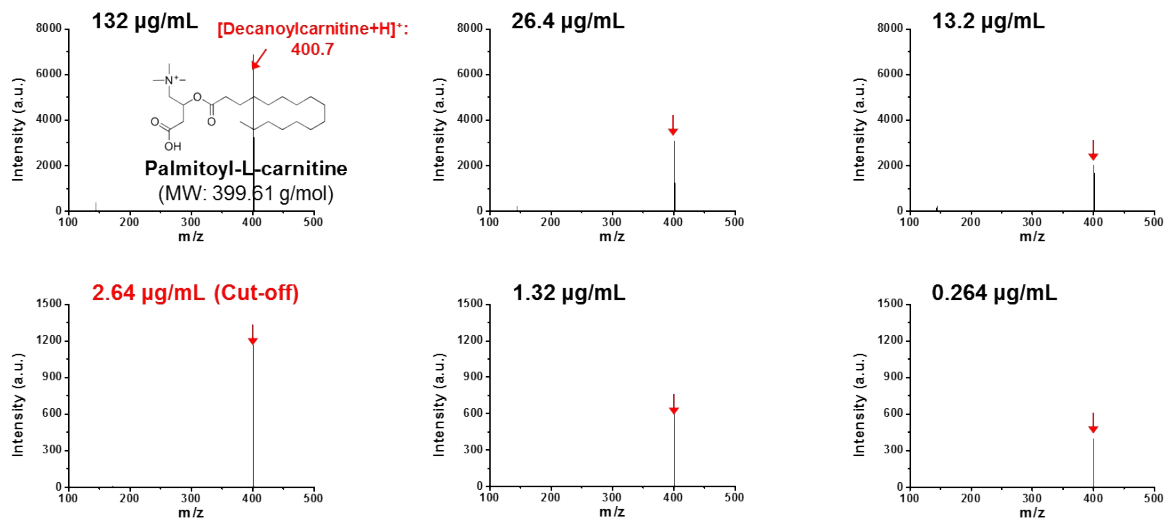 132 µg/mL
[Decanoylcarnitine+H]⁺:
400.7
8000
6000
4000
2000
0
100
200
300
400
500
Intensity (a.u.)
m/z
N⁺
O
O
O
OH
Palmitoyl-L-carnitine
(MW: 399.61 g/mol)
26.4 µg/mL
8000
6000
4000
2000
0
100
200
300
400
500
Intensity (a.u.)
m/z
13.2 µg/mL
8000
6000
4000
2000
0
100
200
300
400
500
Intensity (a.u.)
m/z
2.64 µg/mL (Cut-off)
1500
1200
900
600
300
0
100
200
300
400
500
Intensity (a.u.)
m/z
1.32 µg/mL
1500
1200
900
600
300
0
100
200
300
400
500
Intensity (a.u.)
m/z
0.264 µg/mL
1500
1200
900
600
300
0
100
200
300
400
500
Intensity (a.u.)
m/z